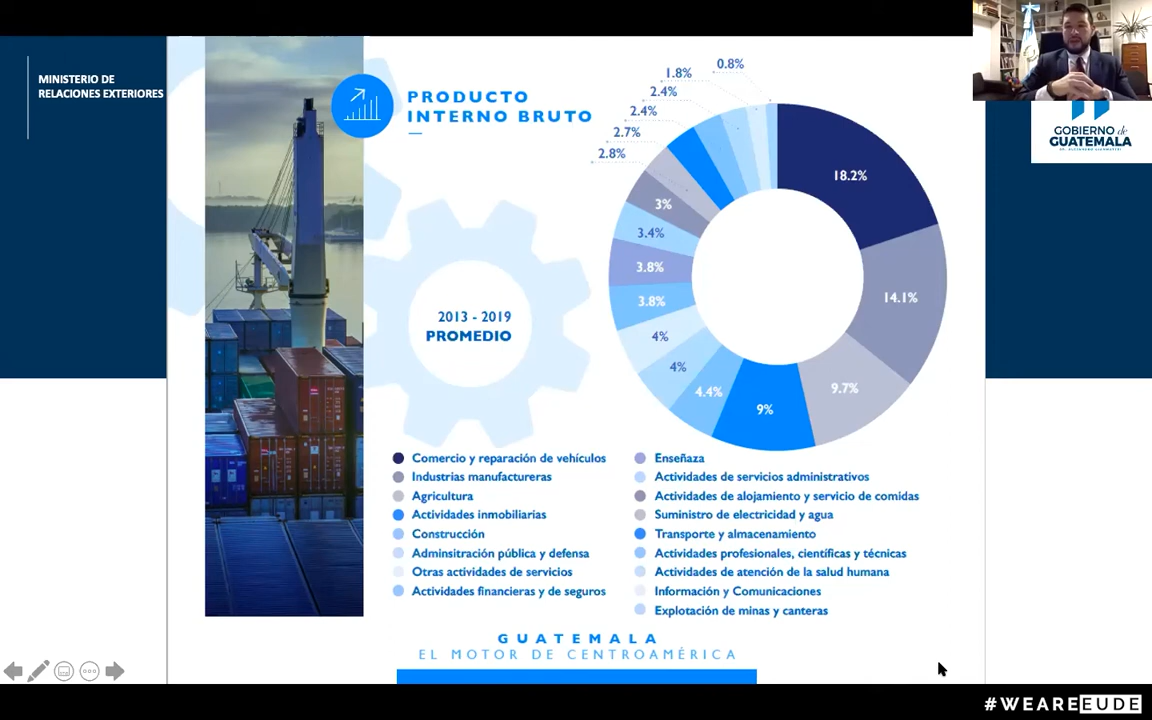 MINISTERIO DE
RELACIONES EXTERIORES
PRODUCTO
INTERNO BRUTO
2013 - 2019
PROMEDIO
0.8%
1.8%
2.4%
2.4%
2.7%
2.8%
3%
3.4%
3.8%
3.8%
4%
4%
4.4%
9%
9.7%
14.1%
18.2%
GOBIERNO de
GUATEMALA
Comercio y reparación de vehículos
Industrias manufactureras
Agricultura
Actividades inmobiliarias
Construcción
Adminsitración pública y defensa
Otras actividades de servicios
Actividades financieras y de seguros
Enseñaza
Actividades de servicios administrativos
Actividades de alojamiento y servicio de comidas
Suministro de electricidad y agua
Transporte y almacenamiento
Actividades profesionales, científicas y técnicas
Actividades de atención de la salud humana
Información y Comunicaciones
Explotación de minas y canteras
GUATEMALA
EL MOTOR DE CENTROAMÉRICA
#WEAREEUDE